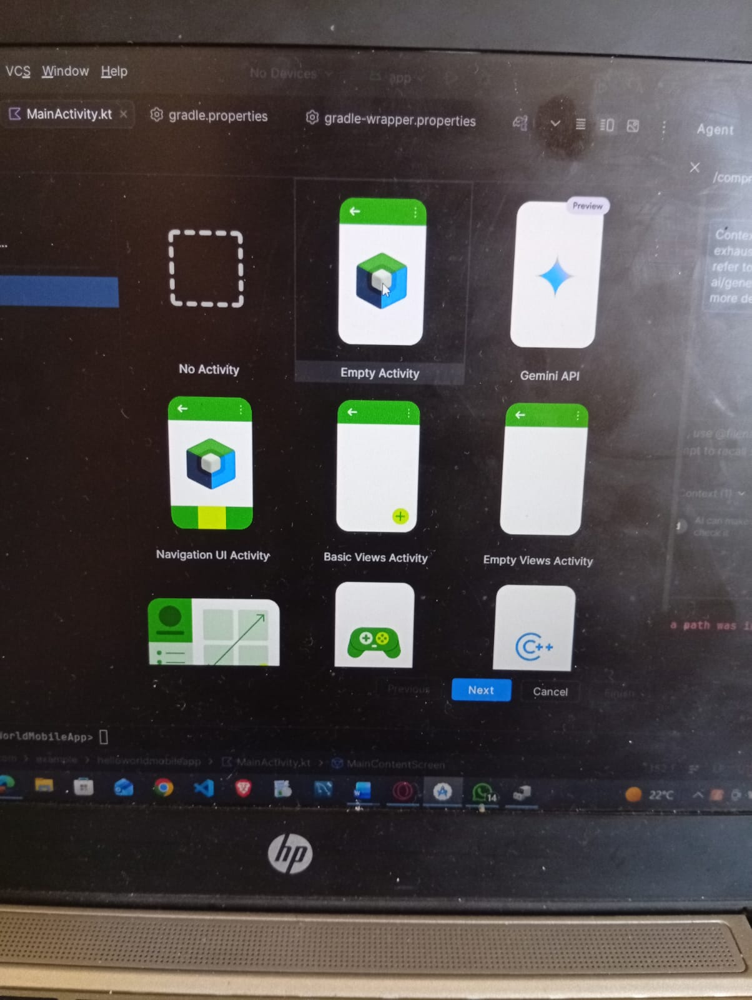 VCS Window Help
No Devices
app
MainActivity.kt
gradle.properties
gradle-wrapper.properties
Agent
/compr
Preview
Contex
exhaus
refer to
ai/gene
more de
No Activity
Empty Activity
Gemini API
, use @file
mpt to recall
Context (1)
AI can make
check it
Navigation UI Activity
Basic Views Activity
Empty Views Activity
a path was i
C++
Previous
Next
Cancel
Finish
WorldMobileApp>
com > example > helloworldmobileapp > MainActivity.kt > MainContentScreen
14
22°C
hp